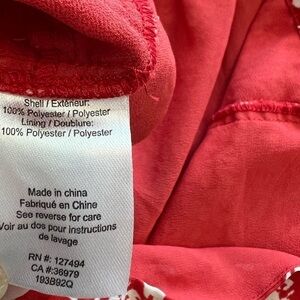 Shell / Extérieur:
100% Polyester / Polyester
Lining / Doublure:
100% Polyester / Polyester
Made in china
Fabriqué en Chine
See reverse for care
Voir au dos pour instructions
de lavage
RN #: 127494
CA #:36979
193B92Q